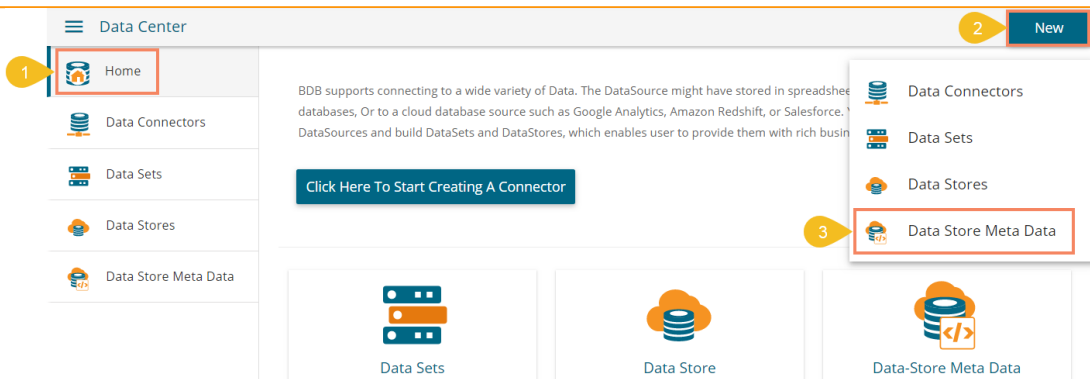 Data Center
2
New
1
Home
Data Connectors
Data Sets
Data Stores
Data Store Meta Data
BDB supports connecting to a wide variety of Data. The DataSource might have stored in
databases, Or to a cloud database source such as Google Analytics, Amazon Redshift, or Salesforce.
DataSources and build DataSets and DataStores, which enables user to provide them with rich
Click Here To Start Creating A Connector
Data Connectors
Data Sets
Data Stores
3
Data Store Meta Data
Data Sets
Data Store
Data-Store Meta Data